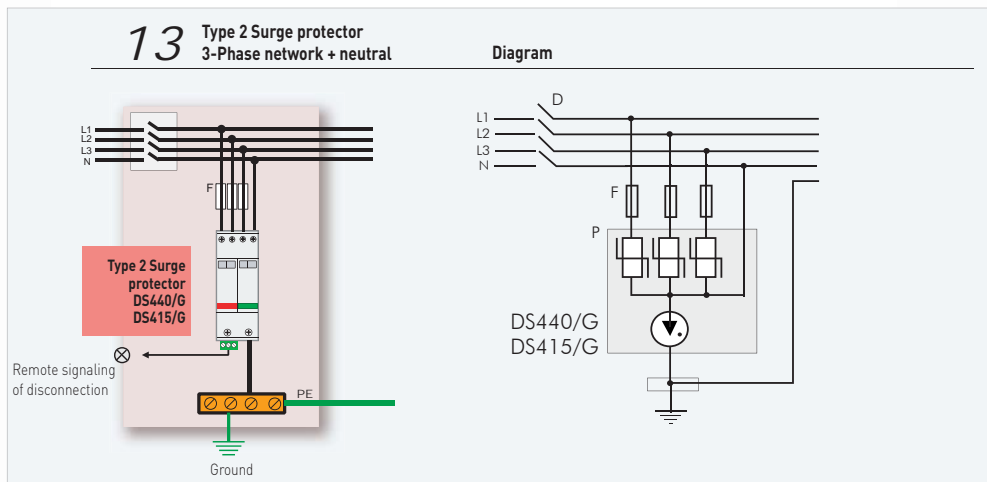 13
Type 2 Surge protector
3-Phase network + neutral
Diagram
L1
L2
L3
N
F
Type 2 Surge
protector
DS440/G
DS415/G
Remote signaling
of disconnection
PE
Ground
D
L1
L2
L3
N
F
P
DS440/G
DS415/G